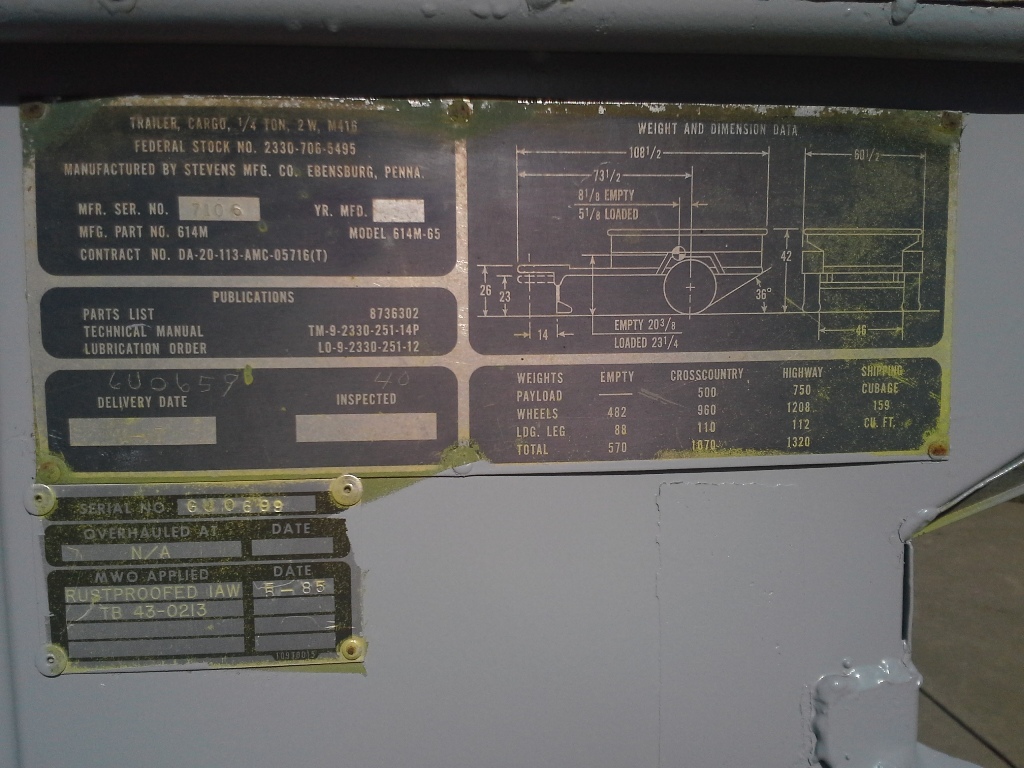 TRAILER, CARGO, 1/4 TON, 2W, M416
FEDERAL STOCK NO. 2330-706-5495
MANUFACTURED BY STEVENS MFG. CO. EBENSBURG, PENNA.
MFR. SER. NO. 7106 YR. MFD.
MFG. PART NO. 614M MODEL 614M-65
CONTRACT NO. DA-20-113-AMC-05716(T)
PUBLICATIONS
PARTS LIST 8736302
TECHNICAL MANUAL TM-9-2330-251-14P
LUBRICATION ORDER LO-9-2330-251-12
6U0659 40
DELIVERY DATE INSPECTED
WEIGHT AND DIMENSION DATA
108 1/2 60 1/2
73 1/2
8 1/8 EMPTY
5 1/8 LOADED
42
26 23 36°
14 EMPTY 20 3/8 46
LOADED 23 1/4
WEIGHTS EMPTY CROSSCOUNTRY HIGHWAY SHIPPING
PAYLOAD — 500 750 CUBAGE
WHEELS 482 960 1208 159
LDG. LEG 88 110 112 CU. FT.
TOTAL 570 1070 1320
SERIAL NO. 6U0699
OVERHAULED AT DATE
N/A
MWO APPLIED DATE
RUSTPROOFED IAW -85
TB 43-0213